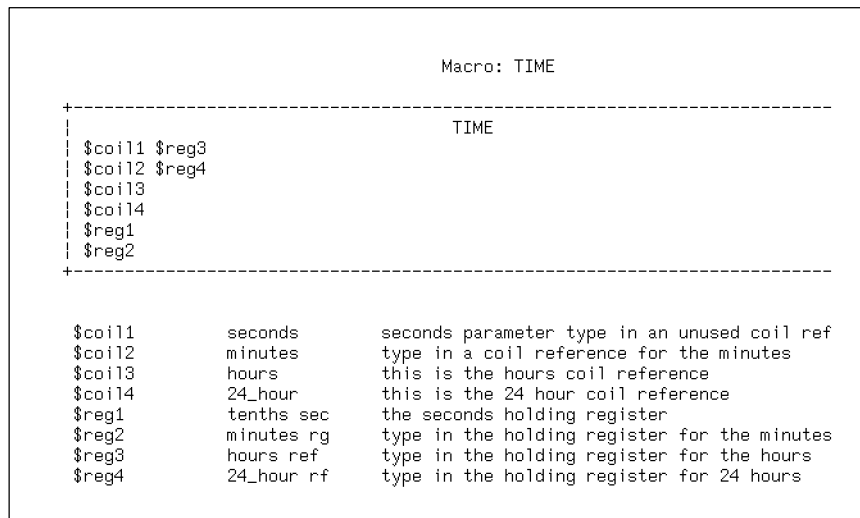 Macro: TIME
TIME
$coil1 $reg3
$coil2 $reg4
$coil3
$coil4
$reg1
$reg2
$coil1 seconds seconds parameter type in an unused coil ref
$coil2 minutes type in a coil reference for the minutes
$coil3 hours this is the hours coil reference
$coil4 24_hour this is the 24 hour coil reference
$reg1 tenths sec the seconds holding register
$reg2 minutes rg type in the holding register for the minutes
$reg3 hours ref type in the holding register for the hours
$reg4 24_hour rf type in the holding register for 24 hours